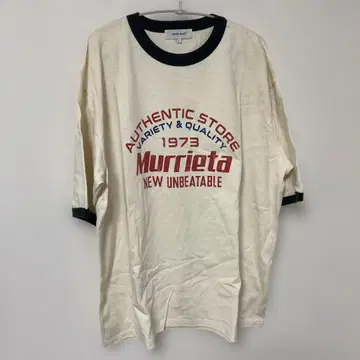 AUTHENTIC STORE
VARIETY & QUALITY
1973
Murrieta
NEW UNBEATABLE